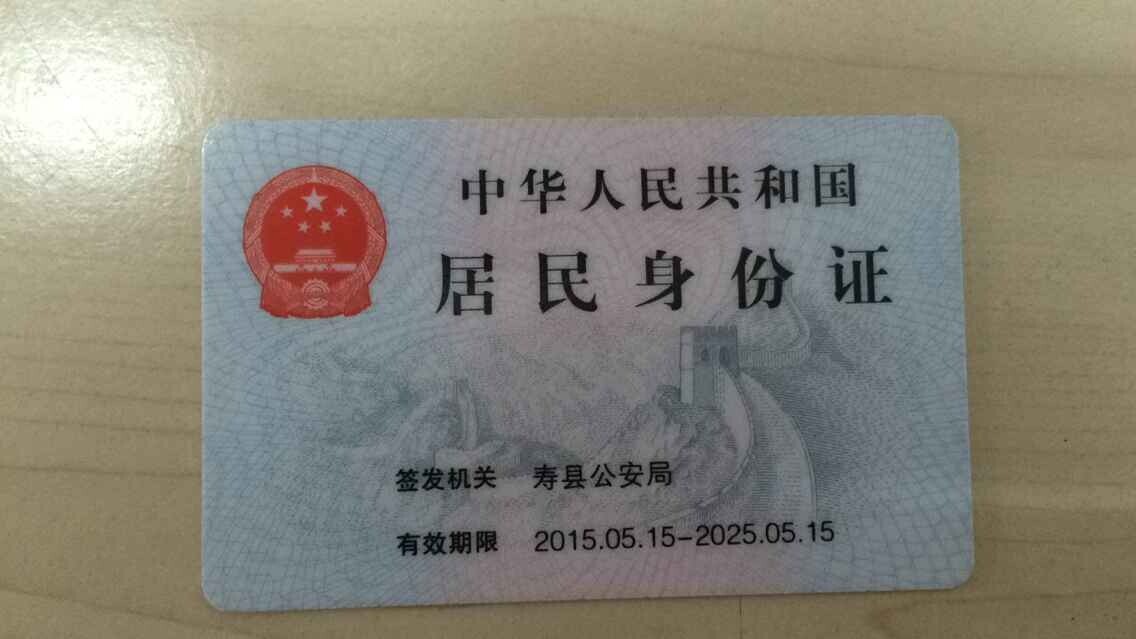 中华人民共和国
居民身份证
签发机关 寿县公安局
有效期限 2015.05.15-2025.05.15